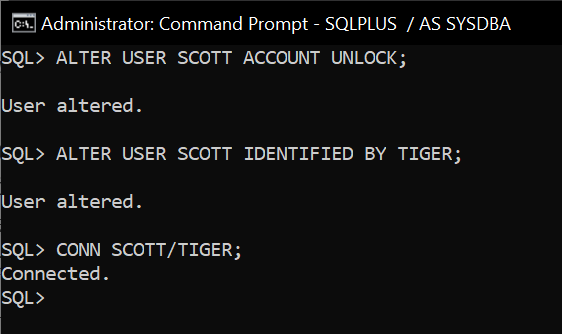 Administrator: Command Prompt - SQLPLUS / AS SYSDBA
SQL> ALTER USER SCOTT ACCOUNT UNLOCK;
User altered.
SQL> ALTER USER SCOTT IDENTIFIED BY TIGER;
User altered.
SQL> CONN SCOTT/TIGER;
Connected.
SQL>